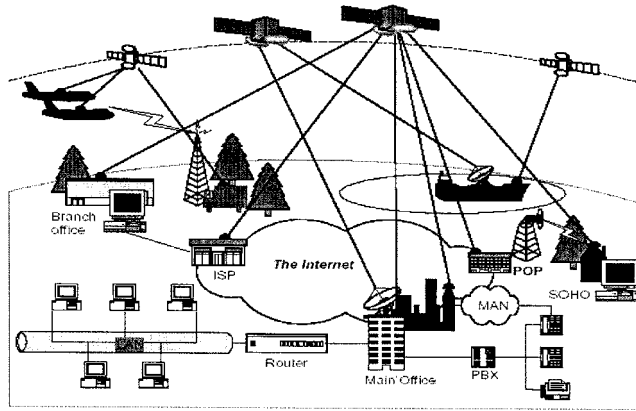 Branch
office
ISP
The Internet
POP
SOHO
MAN
Router
Main Office
PBX